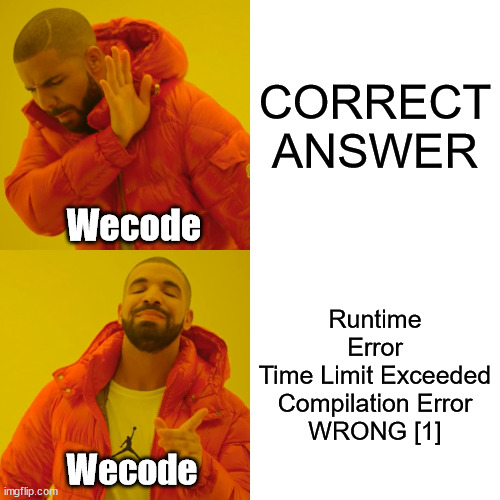 CORRECT
ANSWER
Wecode
Runtime
Error
Time Limit Exceeded
Compilation Error
WRONG [1]
Wecode
imgflip.com